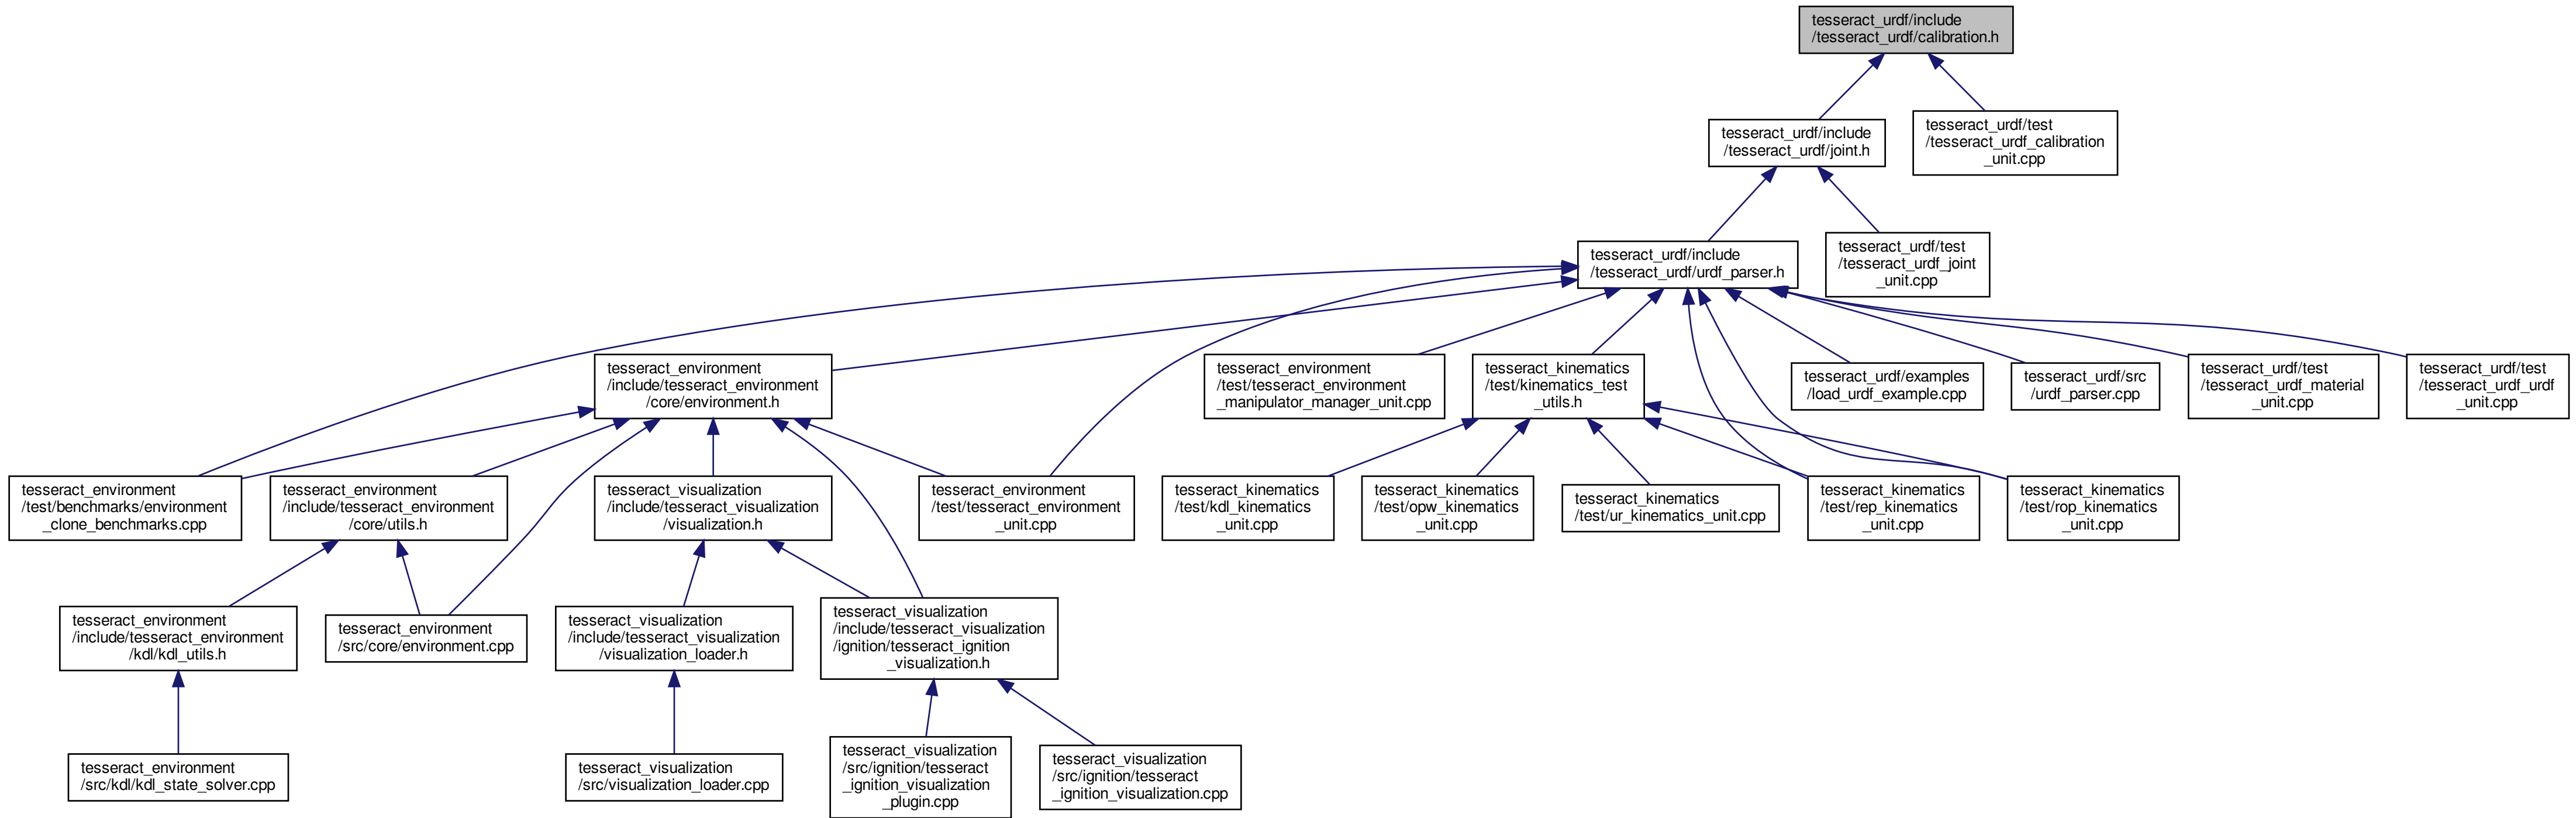 tesseract_urdf/include
/tesseract_urdf/calibration.h
tesseract_urdf/include
/tesseract_urdf/joint.h
tesseract_urdf/test
/tesseract_urdf_calibration
_unit.cpp
tesseract_urdf/include
/tesseract_urdf/urdf_parser.h
tesseract_urdf/test
/tesseract_urdf_joint
_unit.cpp
tesseract_environment
/include/tesseract_environment
/core/environment.h
tesseract_environment
/test/tesseract_environment
_manipulator_manager_unit.cpp
tesseract_kinematics
/test/kinematics_test
_utils.h
tesseract_urdf/examples
/load_urdf_example.cpp
tesseract_urdf/src
/urdf_parser.cpp
tesseract_urdf/test
/tesseract_urdf_material
_unit.cpp
tesseract_urdf/test
/tesseract_urdf_urdf
_unit.cpp
tesseract_environment
/test/benchmarks/environment
_clone_benchmarks.cpp
tesseract_environment
/include/tesseract_environment
/core/utils.h
tesseract_visualization
/include/tesseract_visualization
/visualization.h
tesseract_environment
/test/tesseract_environment
_unit.cpp
tesseract_kinematics
/test/kdl_kinematics
_unit.cpp
tesseract_kinematics
/test/opw_kinematics
_unit.cpp
tesseract_kinematics
/test/ur_kinematics_unit.cpp
tesseract_kinematics
/test/rep_kinematics
_unit.cpp
tesseract_kinematics
/test/rop_kinematics
_unit.cpp
tesseract_environment
/include/tesseract_environment
/kdl/kdl_utils.h
tesseract_environment
/src/core/environment.cpp
tesseract_visualization
/include/tesseract_visualization
/visualization_loader.h
tesseract_visualization
/include/tesseract_visualization
/ignition/tesseract_ignition
_visualization.h
tesseract_environment
/src/kdl/kdl_state_solver.cpp
tesseract_visualization
/src/visualization_loader.cpp
tesseract_visualization
/src/ignition/tesseract
_ignition_visualization
_plugin.cpp
tesseract_visualization
/src/ignition/tesseract
_ignition_visualization.cpp